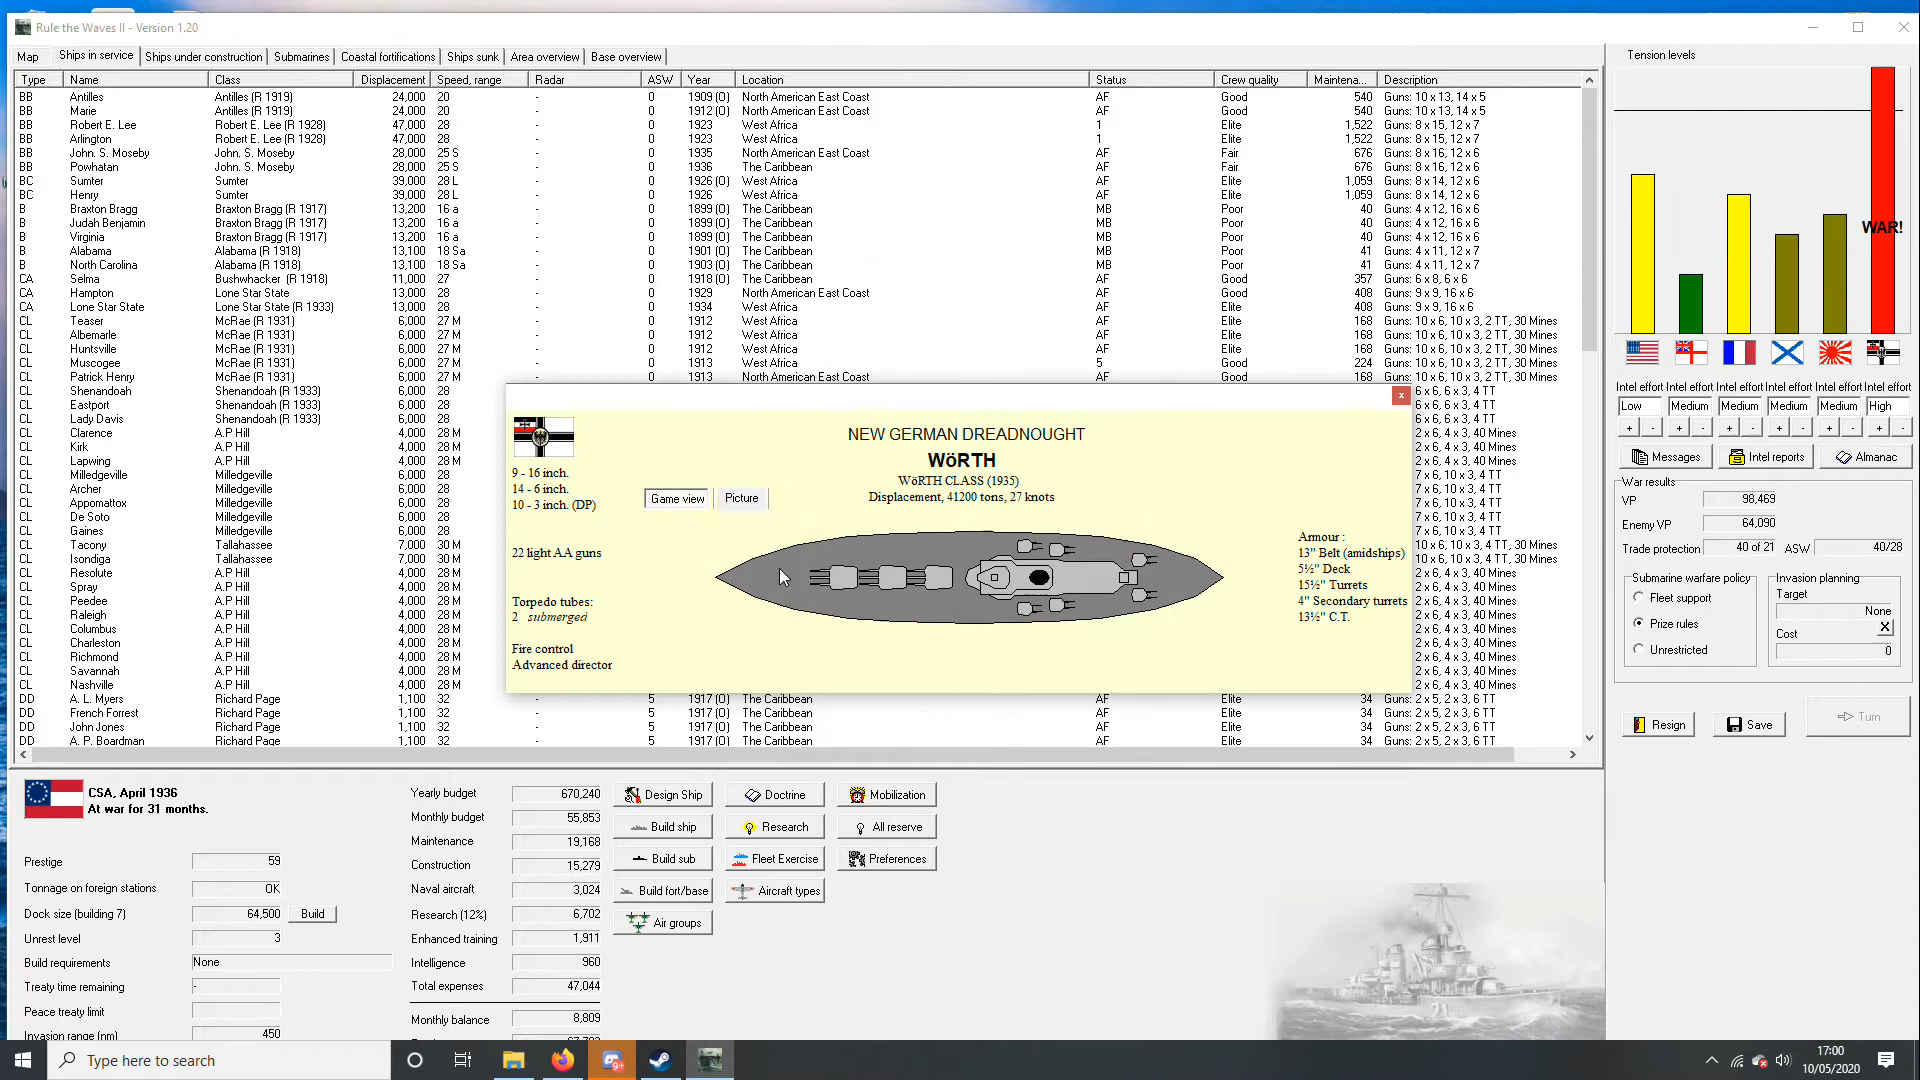 Rule the Waves II - Version 1.20
Map Ships in service Ships under construction Submarines Coastal fortifications Ships sunk Area overview Base overview
Type Name Class Displacement Speed, range Radar ASW Year Location Status Crew quality Maintena... Description
BB Antilles Antilles (R 1919) 24,000 20 - 0 1909 (O) North American East Coast AF Good 540 Guns: 10 x 13, 14 x 5
BB Marie Antilles (R 1919) 24,000 20 - 0 1912 (O) North American East Coast AF Good 540 Guns: 10 x 13, 14 x 5
BB Robert E. Lee Robert E. Lee (R 1928) 47,000 28 - 0 1923 West Africa 1 Elite 1,522 Guns: 8 x 15, 12 x 7
BB Arlington Robert E. Lee (R 1928) 47,000 28 - 0 1923 West Africa 1 Elite 1,522 Guns: 8 x 15, 12 x 7
BB John. S. Moseby John. S. Moseby 28,000 25 S - 0 1935 North American East Coast AF Fair 676 Guns: 8 x 16, 12 x 6
BB Powhatan John. S. Moseby 28,000 25 S - 0 1936 The Caribbean AF Fair 676 Guns: 8 x 16, 12 x 6
BC Sumter Sumter 39,000 28 L - 0 1926 (O) West Africa AF Elite 1,059 Guns: 8 x 14, 12 x 6
BC Henry Sumter 39,000 28 L - 0 1926 West Africa AF Elite 1,059 Guns: 8 x 14, 12 x 6
B Braxton Bragg Braxton Bragg (R 1917) 13,200 16 a - 0 1899 (O) The Caribbean MB Poor 40 Guns: 4 x 12, 16 x 6
B Judah Benjamin Braxton Bragg (R 1917) 13,200 16 a - 0 1899 (O) The Caribbean MB Poor 40 Guns: 4 x 12, 16 x 6
B Virginia Braxton Bragg (R 1917) 13,200 16 a - 0 1899 (O) The Caribbean MB Poor 40 Guns: 4 x 12, 16 x 6
B Alabama Alabama (R 1918) 13,100 18 Sa - 0 1901 (O) The Caribbean MB Poor 41 Guns: 4 x 11, 12 x 7
B North Carolina Alabama (R 1918) 13,100 18 Sa - 0 1903 (O) The Caribbean MB Poor 41 Guns: 4 x 11, 12 x 7
CA Selma Bushwhacker (R 1918) 11,000 27 - 0 1918 (O) The Caribbean AF Good 357 Guns: 6 x 8, 6 x 6
CA Hampton Lone Star State 13,000 28 - 0 1929 North American East Coast AF Good 408 Guns: 9 x 9, 16 x 6
CA Lone Star State Lone Star State (R 1933) 13,000 28 - 0 1934 West Africa AF Elite 408 Guns: 9 x 9, 16 x 6
CL Teaser McRae (R 1931) 6,000 27 M - 0 1912 West Africa AF Elite 168 Guns: 10 x 6, 10 x 3, 2 TT, 30 Mines
CL Albemarle McRae (R 1931) 6,000 27 M - 0 1912 West Africa AF Elite 168 Guns: 10 x 6, 10 x 3, 2 TT, 30 Mines
CL Huntsville McRae (R 1931) 6,000 27 M - 0 1912 West Africa AF Elite 168 Guns: 10 x 6, 10 x 3, 2 TT, 30 Mines
CL Muscogee McRae (R 1931) 6,000 27 M - 0 1913 West Africa 5 Good 224 Guns: 10 x 6, 10 x 3, 2 TT, 30 Mines
CL Patrick Henry McRae (R 1931) 6,000 27 M - 0 1913 North American East Coast AF Good 168 Guns: 10 x 6, 10 x 3, 2 TT, 30 Mines
CL Shenandoah Shenandoah (R 1933) 6,000 28 6 x 6, 6 x 3, 4 TT
CL Eastport Shenandoah (R 1933) 6,000 28 6 x 6, 6 x 3, 4 TT
CL Lady Davis Shenandoah (R 1933) 6,000 28 6 x 6, 6 x 3, 4 TT
CL Clarence A.P Hill 4,000 28 M 2 x 6, 4 x 3, 40 Mines
CL Kirk A.P Hill 4,000 28 M 2 x 6, 4 x 3, 40 Mines
CL Lapwing A.P Hill 4,000 28 M 2 x 6, 4 x 3, 40 Mines
CL Milledgeville Milledgeville 6,000 28 7 x 6, 10 x 3, 4 TT
CL Archer Milledgeville 6,000 28 7 x 6, 10 x 3, 4 TT
CL Appomattox Milledgeville 6,000 28 7 x 6, 10 x 3, 4 TT
CL De Soto Milledgeville 6,000 28 7 x 6, 10 x 3, 4 TT
CL Gaines Milledgeville 6,000 28 7 x 6, 10 x 3, 4 TT
CL Tacony Tallahassee 7,000 30 M 10 x 6, 10 x 3, 4 TT, 30 Mines
CL Isondiga Tallahassee 7,000 30 M 10 x 6, 10 x 3, 4 TT, 30 Mines
CL Resolute A.P Hill 4,000 28 M 2 x 6, 4 x 3, 40 Mines
CL Spray A.P Hill 4,000 28 M 2 x 6, 4 x 3, 40 Mines
CL Peedee A.P Hill 4,000 28 M 2 x 6, 4 x 3, 40 Mines
CL Raleigh A.P Hill 4,000 28 M 2 x 6, 4 x 3, 40 Mines
CL Columbus A.P Hill 4,000 28 M 2 x 6, 4 x 3, 40 Mines
CL Charleston A.P Hill 4,000 28 M 2 x 6, 4 x 3, 40 Mines
CL Richmond A.P Hill 4,000 28 M 2 x 6, 4 x 3, 40 Mines
CL Savannah A.P Hill 4,000 28 M 2 x 6, 4 x 3, 40 Mines
CL Nashville A.P Hill 4,000 28 M 2 x 6, 4 x 3, 40 Mines
DD A. L. Myers Richard Page 1,100 32 - 5 1917 (O) The Caribbean AF Elite 34 Guns: 2 x 5, 2 x 3, 6 TT
DD French Forrest Richard Page 1,100 32 - 5 1917 (O) The Caribbean AF Elite 34 Guns: 2 x 5, 2 x 3, 6 TT
DD John Jones Richard Page 1,100 32 - 5 1917 (O) The Caribbean AF Elite 34 Guns: 2 x 5, 2 x 3, 6 TT
DD A. P. Boardman Richard Page 1,100 32 - 5 1917 (O) The Caribbean AF Elite 34 Guns: 2 x 5, 2 x 3, 6 TT
x
NEW GERMAN DREADNOUGHT
WöRTH
WöRTH CLASS (1935)
Displacement, 41200 tons, 27 knots
9 - 16 inch.
14 - 6 inch.
10 - 3 inch. (DP)
Game view Picture
22 light AA guns
Torpedo tubes:
2 submerged
Fire control
Advanced director
Armour :
13" Belt (amidships)
5½" Deck
15½" Turrets
4" Secondary turrets
13½" C.T.
Tension levels
WAR!
Intel effort Intel effort Intel effort Intel effort Intel effort Intel effort
Low Medium Medium Medium Medium High
+ - + - + - + - + - + -
Messages Intel reports Almanac
War results
VP 98,469
Enemy VP 64,090
Trade protection 40 of 21 ASW 40/28
Submarine warfare policy
Fleet support
Prize rules
Unrestricted
Invasion planning
Target
None
Cost X
0
Resign Save Turn
CSA, April 1936
At war for 31 months.
Prestige 59
Tonnage on foreign stations OK
Dock size (building 7) 64,500 Build
Unrest level 3
Build requirements None
Treaty time remaining -
Peace treaty limit
Invasion range (nm) 450
Yearly budget 670,240
Monthly budget 55,853
Maintenance 19,168
Construction 15,279
Naval aircraft 3,024
Research (12%) 6,702
Enhanced training 1,911
Intelligence 960
Total expenses 47,044
Monthly balance 8,809
Design Ship Doctrine Mobilization
Build ship Research All reserve
Build sub Fleet Exercise Preferences
Build fort/base Aircraft types
Air groups
Type here to search
9+
17:00
10/05/2020